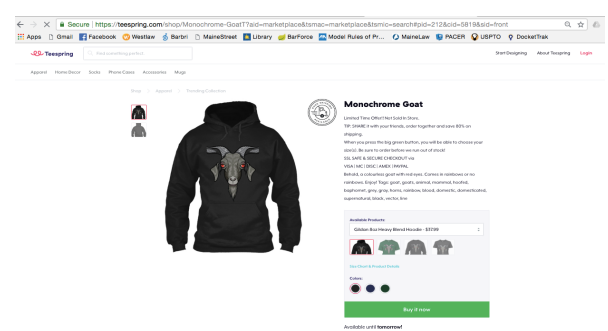 Secure https://teespring.com/shop/Monochrome-GoatT?aid=marketplace&tsmac=marketplace&tsmic=search#pid=212&cid=5819&sid=front
Apps Gmail Facebook Westlaw Barbri MaineStreet Library BarForce Model Rules of Pr... MaineLaw PACER USPTO DocketTrak
Teespring Find something perfect Start Designing About Teespring Login
Apparel Home Decor Socks Phone Cases Accessories Mugs
Shop Apparel Trending Collection
Monochrome Goat
Limited Time Offer!! Not Sold in Store,
TIP: SHARE it with your friends, order together and save 80% on
shipping.
When you press the big green button, you will be able to choose your
size(s). Be sure to order before we run out of stock!
SSL SAFE & SECURE CHECKOUT via
VISA | MC | DISC | AMEX | PAYPAL
Behold, a colourless goat with red eyes. Comes in rainbows or no
rainbows. Enjoy! Tags: goat, goats, animal, mammal, hoofed,
baphomet, grey, gray, horns, rainbow, blood, domestic, domesticated,
supernatural, black, vector, line
Available Products:
Gildan 8oz Heavy Blend Hoodie - $37.99
Colors:
Buy it now
Available until tomorrow!